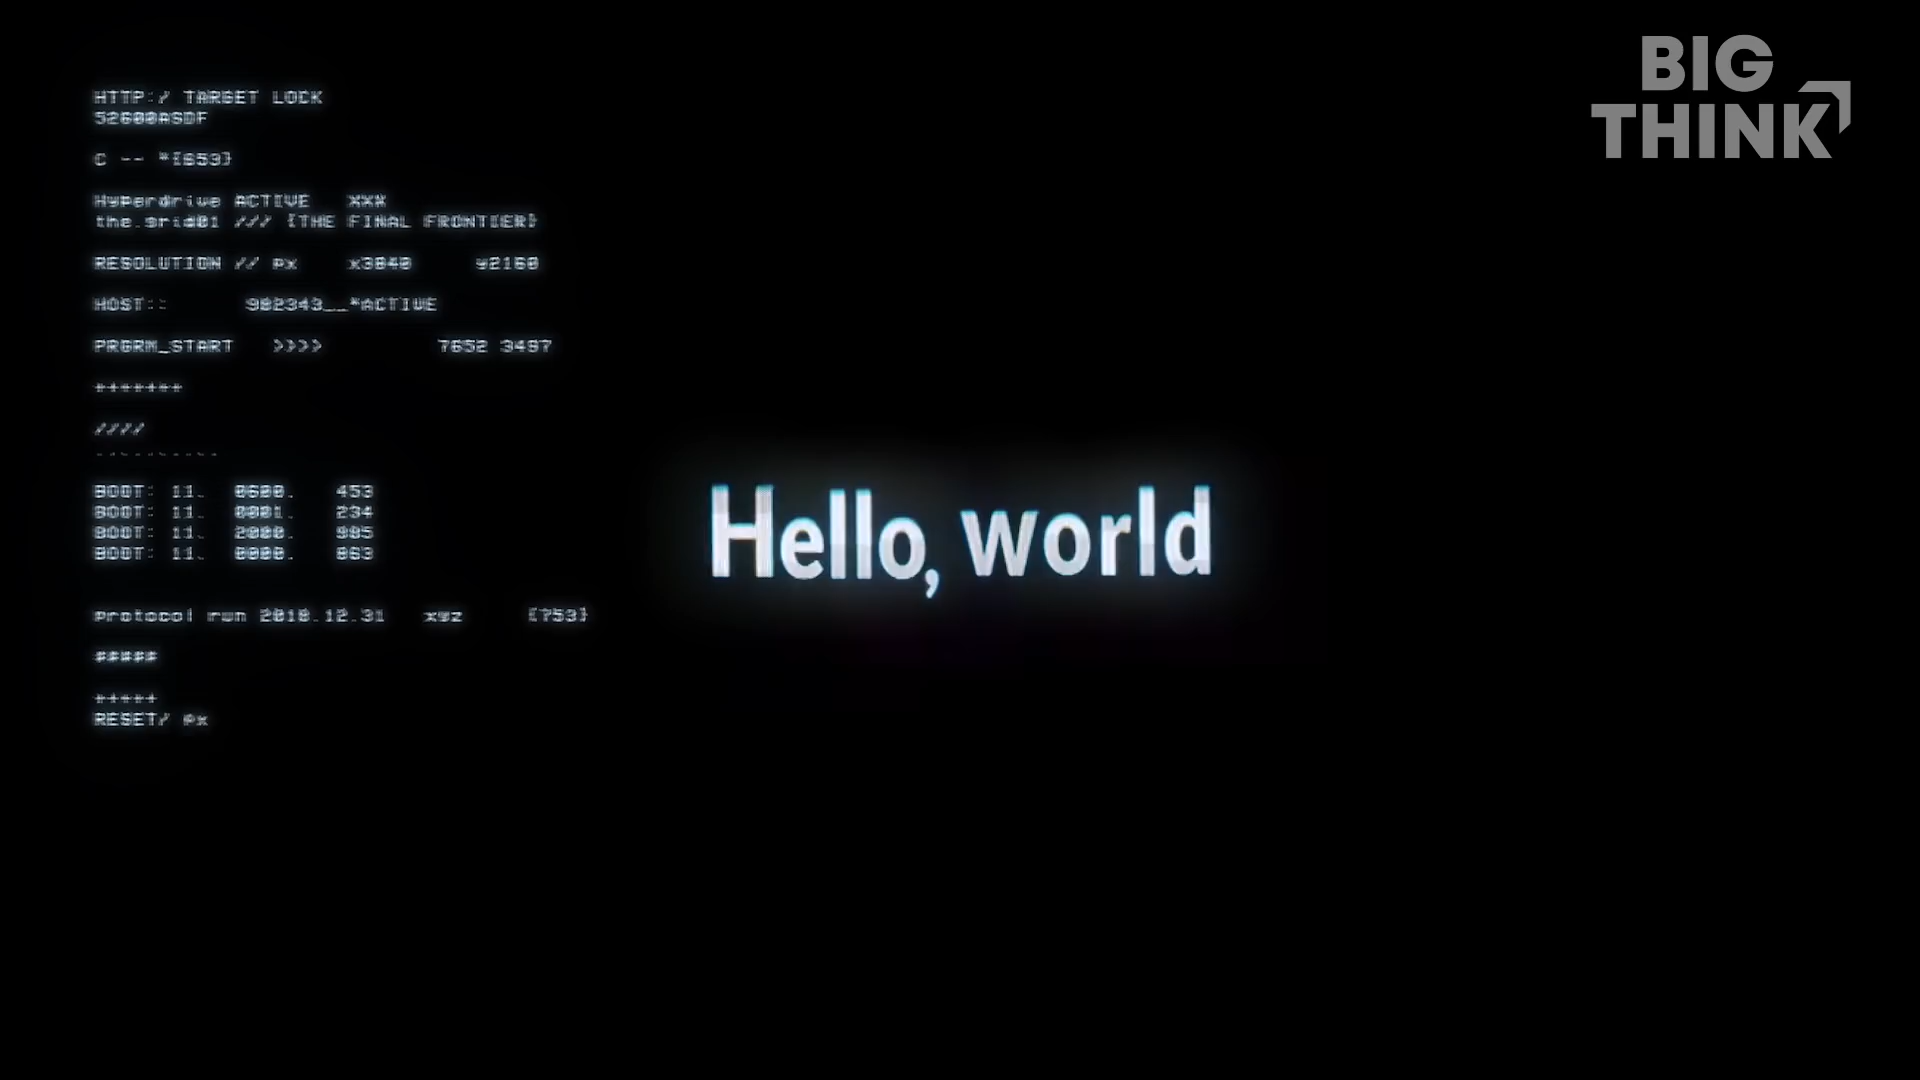 HTTP:/ TARGET LOCK
52600ASDF
C -- *{653}
Hyperdrive ACTIVE XXX
the.grid01 /// {THE FINAL FRONTIER}
RESOLUTION // px x3840 y2160
HOST:: 982343__*ACTIVE
PRGRM_START >>>> 7652 3487
+++++++
////
BOOT: 11. 0600. 453
BOOT: 11. 0001. 234
BOOT: 11. 2000. 985
BOOT: 11. 0000. 863
protocol run 2010.12.31 xyz {753}
#####
+++++
RESET/ px
Hello, world
BIG
THINK